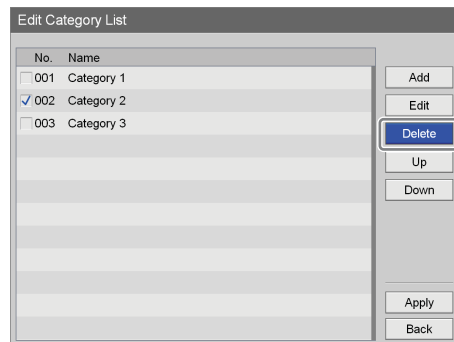 Edit Category List
No. Name
001 Category 1
002 Category 2
003 Category 3
Add
Edit
Delete
Up
Down
Apply
Back